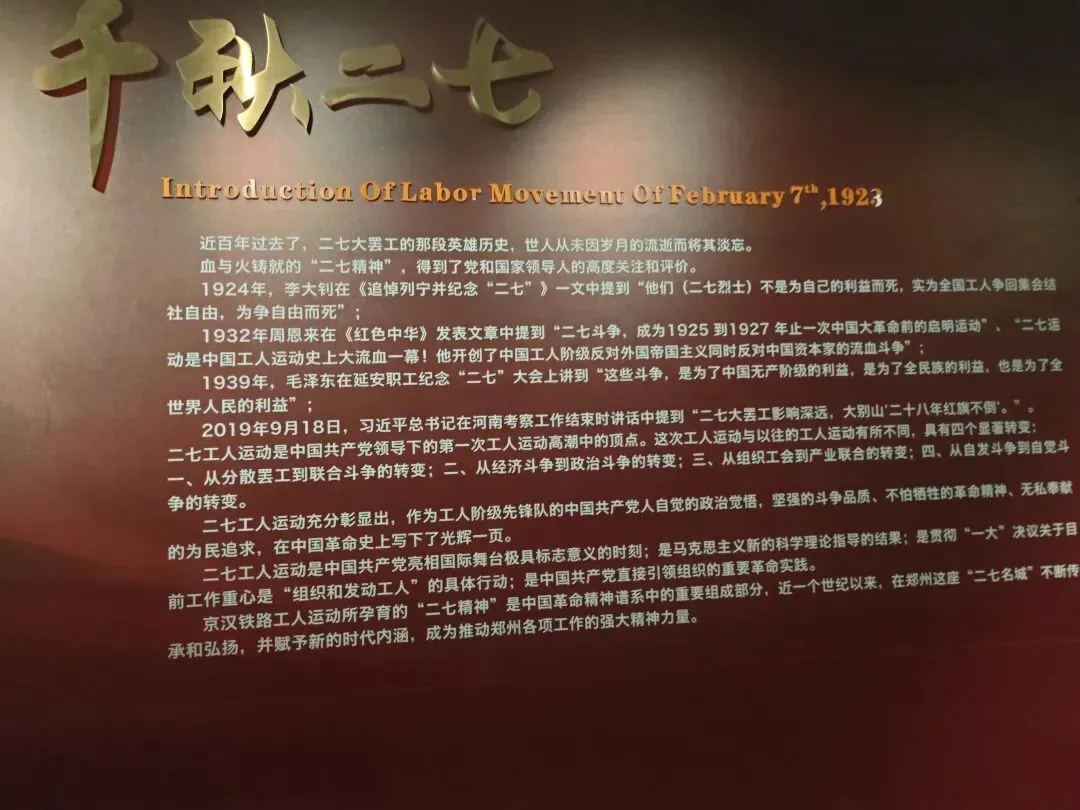 千秋二七
Introduction Of Labor Movement Of February 7th,1923
近百年过去了，二七大罢工的那段英雄历史，世人从未因岁月的流逝而将其淡忘。
血与火铸就的“二七精神”，得到了党和国家领导人的高度关注和评价。
1924年，李大钊在《追悼列宁并纪念“二七”》一文中提到“他们（二七烈士）不是为自己的利益而死，实为全国工人争回集会结
社自由，为争自由而死”；
1932年周恩来在《红色中华》发表文章中提到“二七斗争，成为1925 到1927 年止一次中国大革命前的启明运动”、“二七运
动是中国工人运动史上大流血一幕！他开创了中国工人阶级反对外国帝国主义同时反对中国资本家的流血斗争”；
1939年，毛泽东在延安职工纪念“二七”大会上讲到“这些斗争，是为了中国无产阶级的利益，是为了全民族的利益，也是为了全
世界人民的利益”；
2019年9月18日，习近平总书记在河南考察工作结束时讲话中提到“二七大罢工影响深远，大别山‘二十八年红旗不倒’。”。
二七工人运动是中国共产党领导下的第一次工人运动高潮中的顶点。这次工人运动与以往的工人运动有所不同，具有四个显著转变：
一、从分散罢工到联合斗争的转变；二、从经济斗争到政治斗争的转变；三、从组织工会到产业联合的转变；四、从自发斗争到自觉斗
争的转变。
二七工人运动充分彰显出，作为工人阶级先锋队的中国共产党人自觉的政治觉悟，坚强的斗争品质、不怕牺牲的革命精神、无私奉献
的为民追求，在中国革命史上写下了光辉一页。
二七工人运动是中国共产党亮相国际舞台极具标志意义的时刻；是马克思主义新的科学理论指导的结果；是贯彻“一大”决议关于目
前工作重心是“组织和发动工人”的具体行动；是中国共产党直接引领组织的重要革命实践。
京汉铁路工人运动所孕育的“二七精神”是中国革命精神谱系中的重要组成部分，近一个世纪以来，在郑州这座“二七名城”不断传
承和弘扬，并赋予新的时代内涵，成为推动郑州各项工作的强大精神力量。